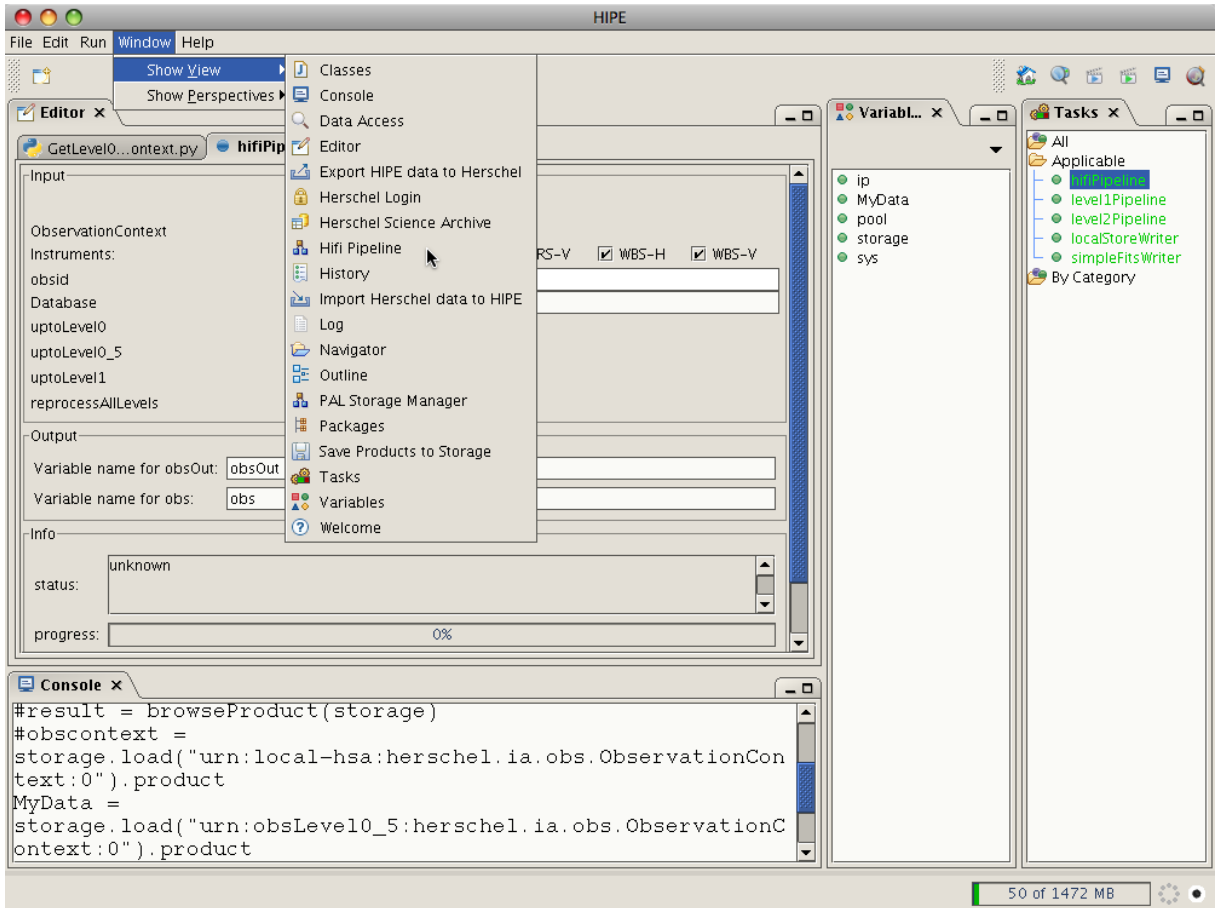 HIPE
File Edit Run Window Help
Show View
Show Perspectives
Classes
Console
Data Access
Editor
Export HIPE data to Herschel
Herschel Login
Herschel Science Archive
Hifi Pipeline
History
Import Herschel data to HIPE
Log
Navigator
Outline
PAL Storage Manager
Packages
Save Products to Storage
Tasks
Variables
Welcome
Editor
GetLevel0...ontext.py hifiPip
Input
ObservationContext
Instruments: RS-V WBS-H WBS-V
obsid
Database
uptoLevel0
uptoLevel0_5
uptoLevel1
reprocessAllLevels
Output
Variable name for obsOut: obsOut
Variable name for obs: obs
Info
status: unknown
progress: 0%
Console
#result = browseProduct(storage)
#obscontext =
storage.load("urn:local-hsa:herschel.ia.obs.ObservationCon
text:0").product
MyData =
storage.load("urn:obsLevel0_5:herschel.ia.obs.ObservationC
ontext:0").product
Variabl...
ip
MyData
pool
storage
sys
Tasks
All
Applicable
hifiPipeline
level1Pipeline
level2Pipeline
localStoreWriter
simpleFitsWriter
By Category
50 of 1472 MB